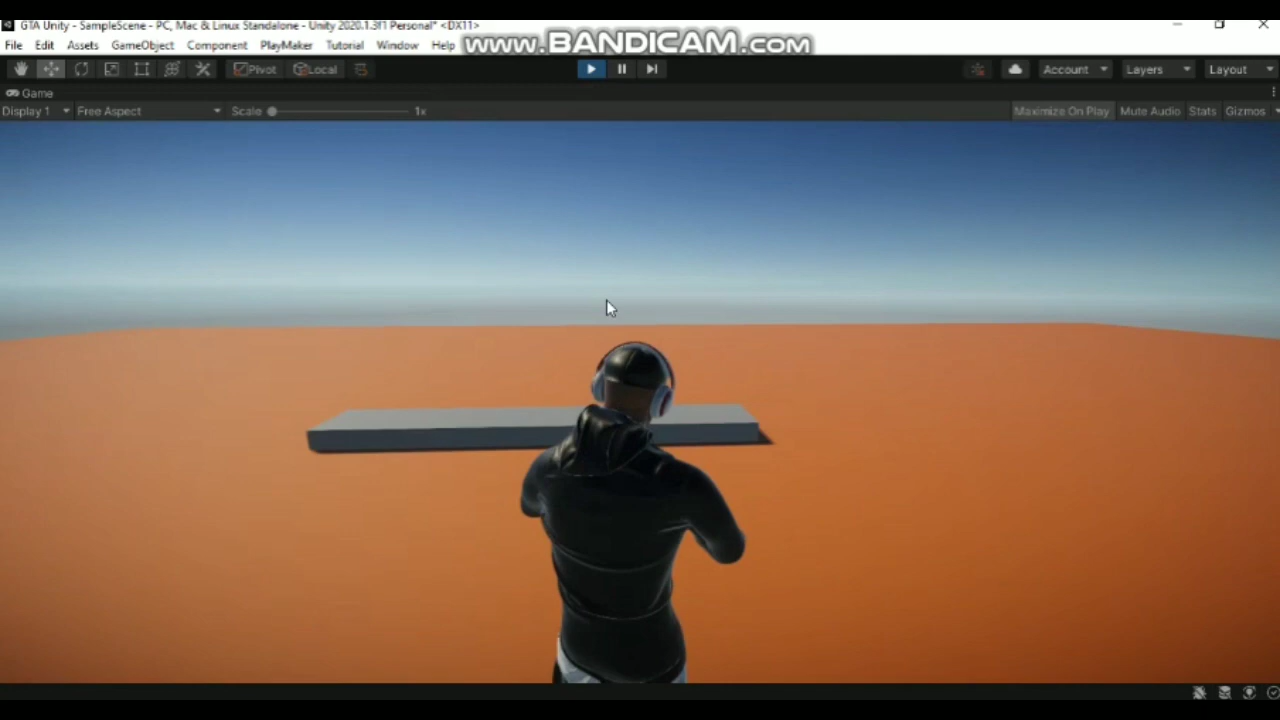 GTA Unity - SampleScene - PC, Mac & Linux Standalone - Unity 2020.1.3f1 Personal* <DX11>
File Edit Assets GameObject Component PlayMaker Tutorial Window Help
www.BANDICAM.com
Pivot Local Account Layers Layout
Game
Display 1 Free Aspect Scale 1x Maximize On Play Mute Audio Stats Gizmos